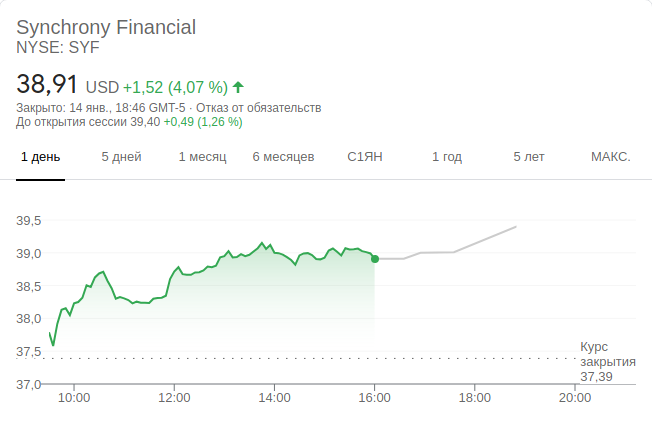 Synchrony Financial
NYSE: SYF
38,91 USD +1,52 (4,07 %)
Закрыто: 14 янв., 18:46 GMT-5 · Отказ от обязательств
До открытия сессии 39,40 +0,49 (1,26 %)
1 день 5 дней 1 месяц 6 месяцев С1ЯН 1 год 5 лет МАКС.
39,5
39,0
38,5
38,0
37,5
37,0
Курс
закрытия
37,39
10:00 12:00 14:00 16:00 18:00 20:00